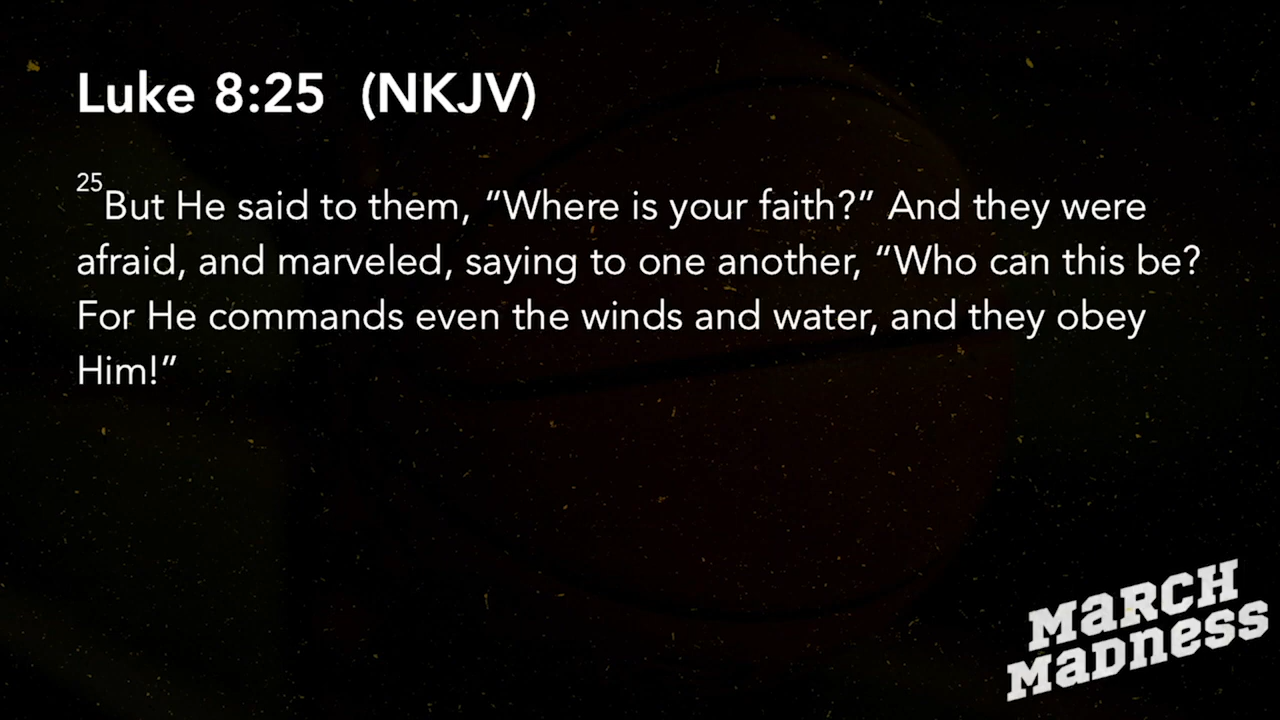 Luke 8:25 (NKJV)
25But He said to them, “Where is your faith?” And they were
afraid, and marveled, saying to one another, “Who can this be?
For He commands even the winds and water, and they obey
Him!”
MaRCH
MaDness